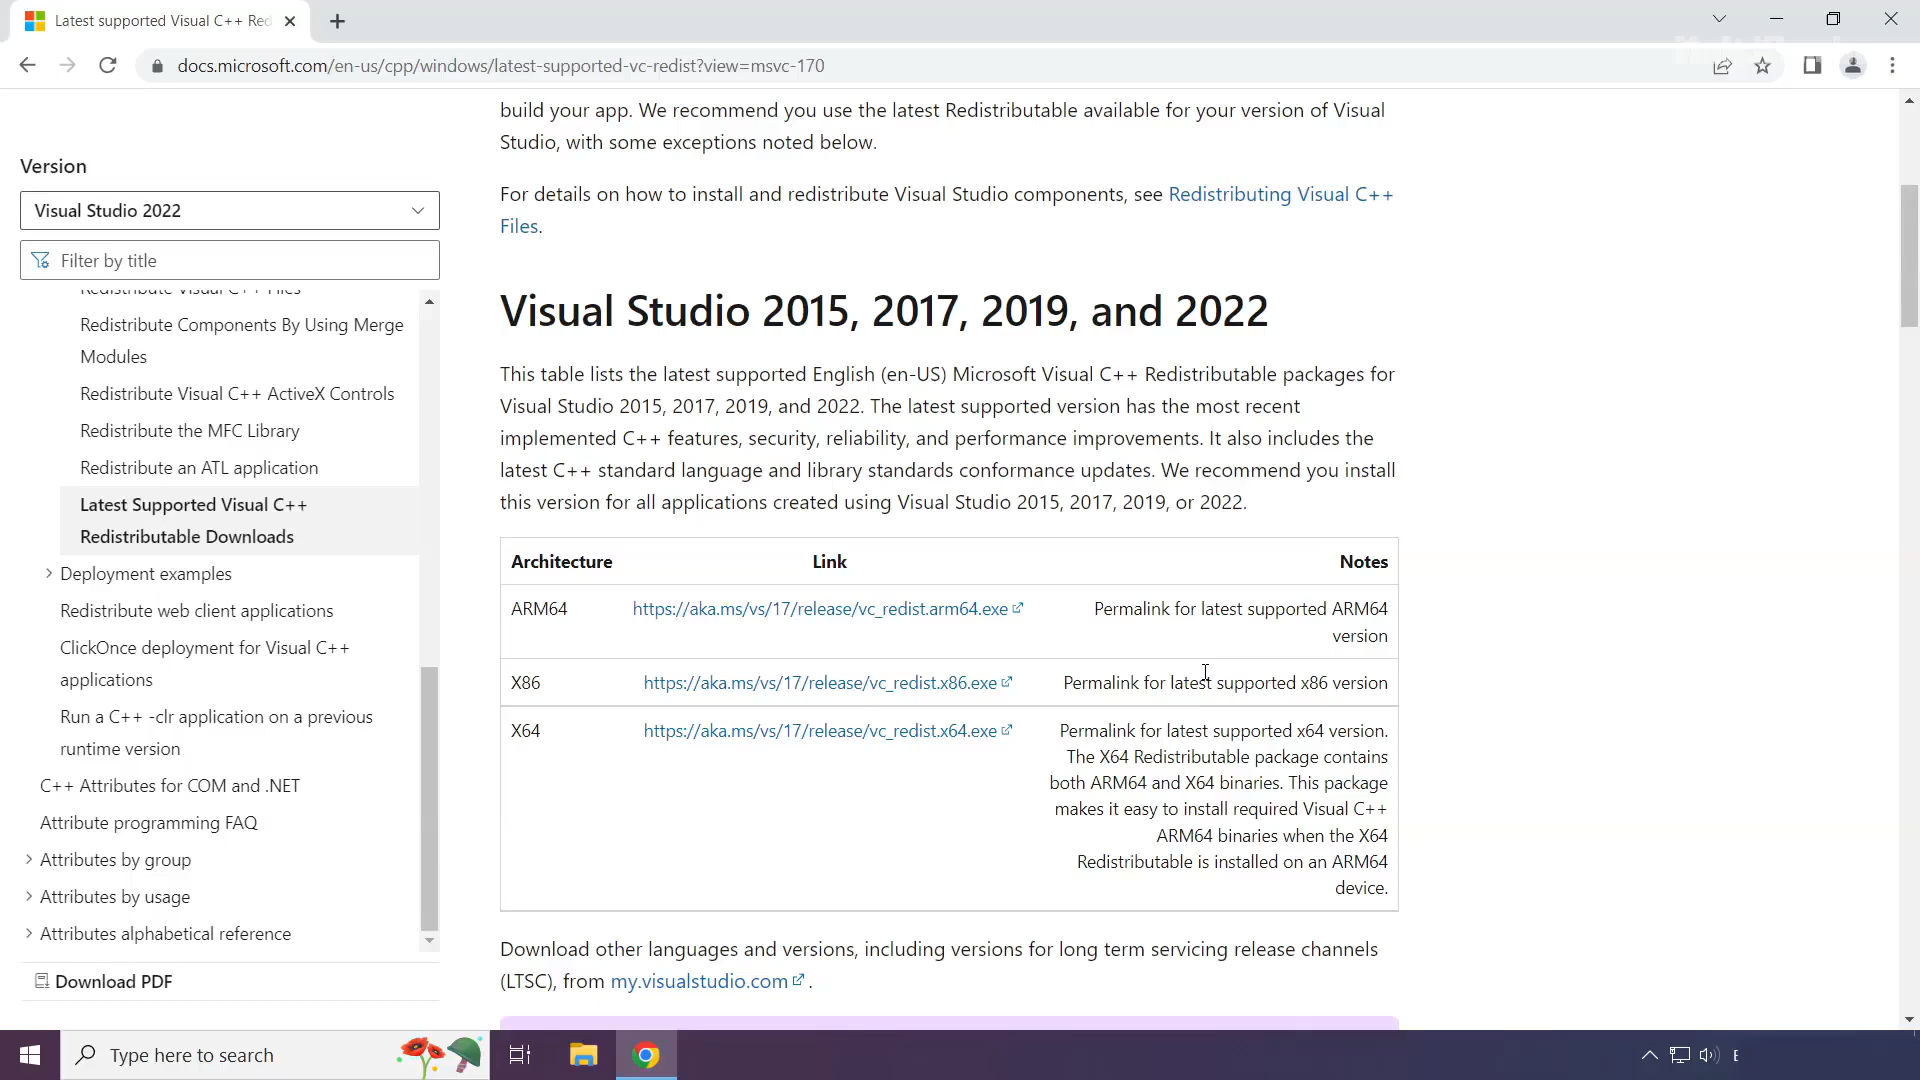 Latest supported Visual C++ Red
docs.microsoft.com/en-us/cpp/windows/latest-supported-vc-redist?view=msvc-170
Version
Visual Studio 2022
Filter by title
Redistribute Visual C++ Files
Redistribute Components By Using Merge
Modules
Redistribute Visual C++ ActiveX Controls
Redistribute the MFC Library
Redistribute an ATL application
Latest Supported Visual C++
Redistributable Downloads
Deployment examples
Redistribute web client applications
ClickOnce deployment for Visual C++
applications
Run a C++ -clr application on a previous
runtime version
C++ Attributes for COM and .NET
Attribute programming FAQ
Attributes by group
Attributes by usage
Attributes alphabetical reference
Download PDF
build your app. We recommend you use the latest Redistributable available for your version of Visual
Studio, with some exceptions noted below.
For details on how to install and redistribute Visual Studio components, see Redistributing Visual C++
Files.
Visual Studio 2015, 2017, 2019, and 2022
This table lists the latest supported English (en-US) Microsoft Visual C++ Redistributable packages for
Visual Studio 2015, 2017, 2019, and 2022. The latest supported version has the most recent
implemented C++ features, security, reliability, and performance improvements. It also includes the
latest C++ standard language and library standards conformance updates. We recommend you install
this version for all applications created using Visual Studio 2015, 2017, 2019, or 2022.
Architecture Link Notes
ARM64 https://aka.ms/vs/17/release/vc_redist.arm64.exe Permalink for latest supported ARM64
version
X86 https://aka.ms/vs/17/release/vc_redist.x86.exe Permalink for latest supported x86 version
X64 https://aka.ms/vs/17/release/vc_redist.x64.exe Permalink for latest supported x64 version.
The X64 Redistributable package contains
both ARM64 and X64 binaries. This package
makes it easy to install required Visual C++
ARM64 binaries when the X64
Redistributable is installed on an ARM64
device.
Download other languages and versions, including versions for long term servicing release channels
(LTSC), from my.visualstudio.com .
Type here to search
E